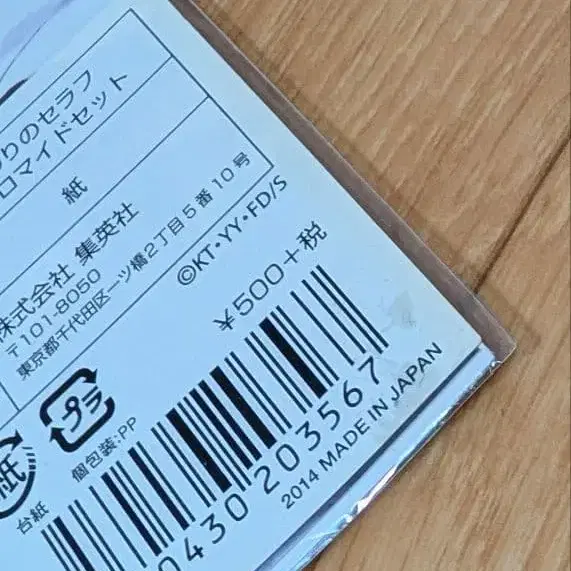 りのセラフ
ロマイドセット
紙
株式会社 集英社
〒101-8050
東京都千代田区一ツ橋2丁目5番10号
©KT・YY・FD/S
¥500+税
プラ
個包装:PP
紙
台紙
0430203567
2014 MADE IN JAPAN